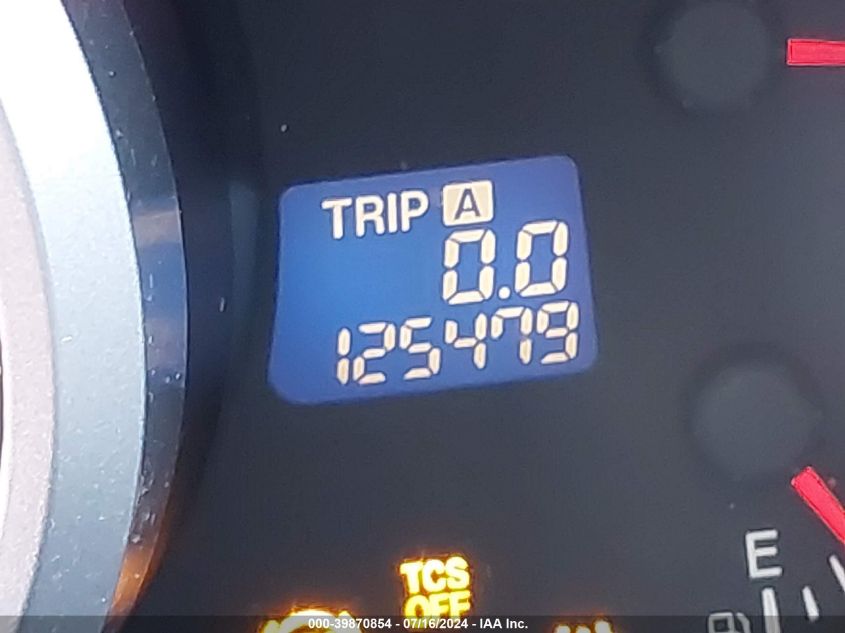 TRIP A
0.0
125479
E
TCS
OFF
000-39870854 - 07/16/2024 - IAA Inc.